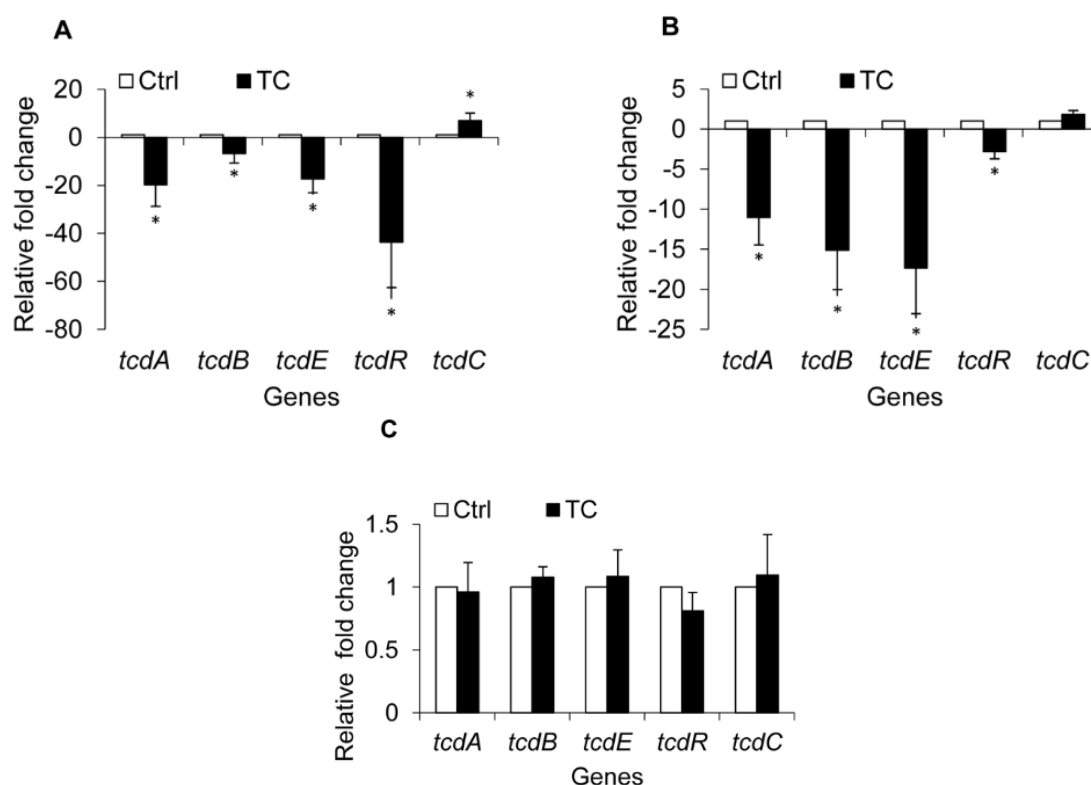 A
Ctrl TC
Relative fold change
20
0
-20
-40
-60
-80
* * * * *
tcdA tcdB tcdE tcdR tcdC
Genes
B
Ctrl TC
Relative fold change
5
0
-5
-10
-15
-20
-25
* * * *
tcdA tcdB tcdE tcdR tcdC
Genes
C
Ctrl TC
Relative fold change
1.5
1
0.5
0
tcdA tcdB tcdE tcdR tcdC
Genes